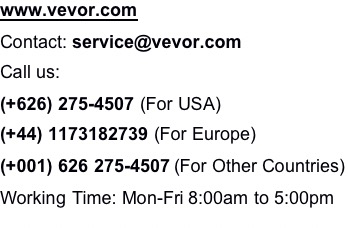 www.vevor.com
Contact: service@vevor.com
Call us:
(+626) 275-4507 (For USA)
(+44) 1173182739 (For Europe)
(+001) 626 275-4507 (For Other Countries)
Working Time: Mon-Fri 8:00am to 5:00pm